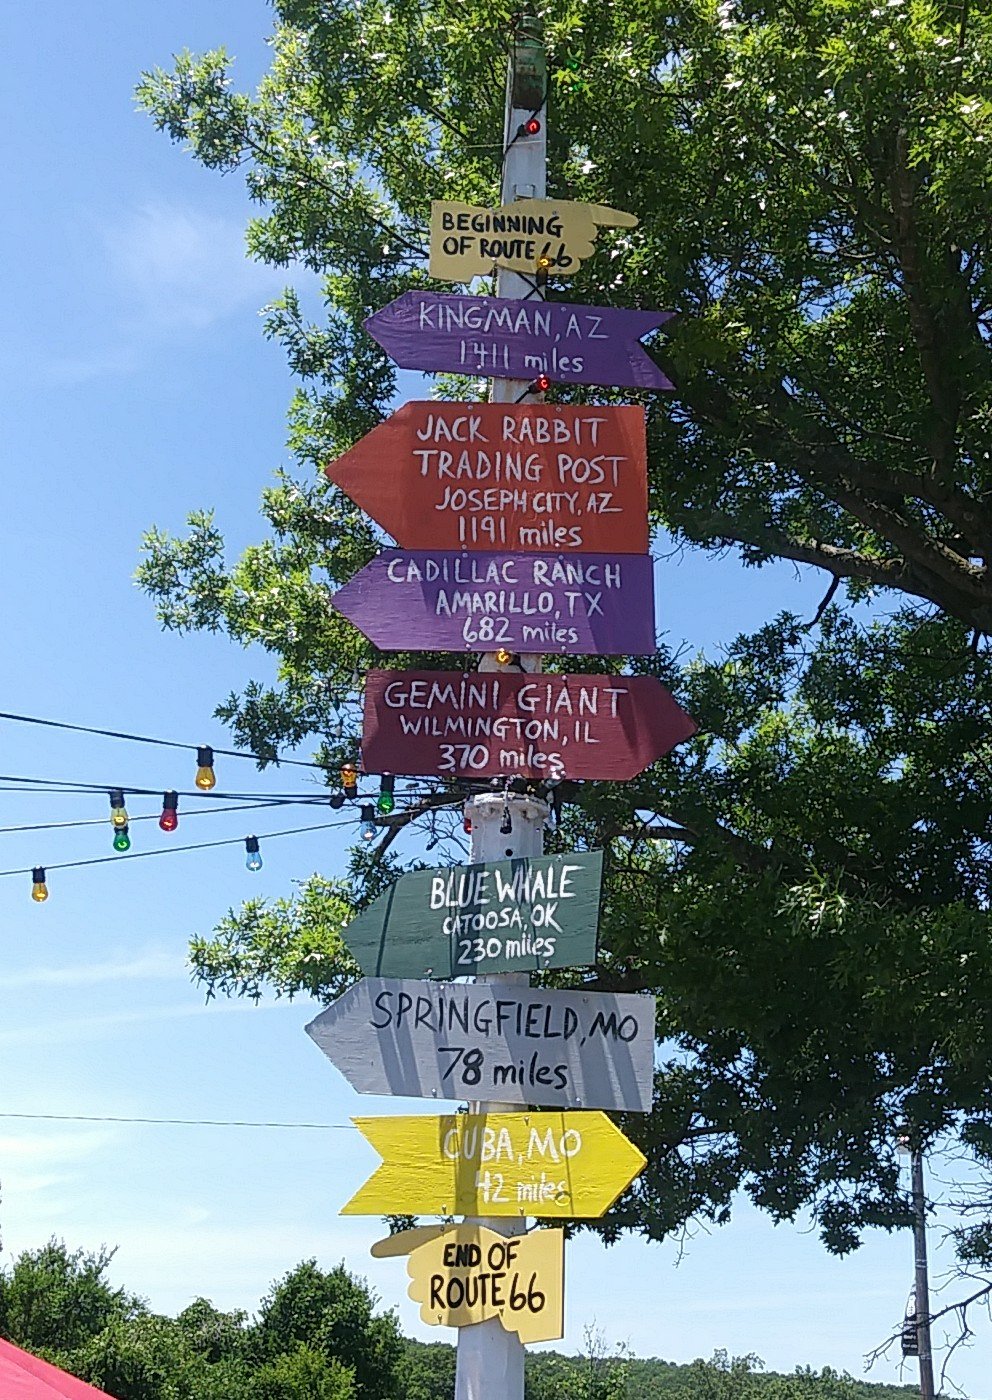 BEGINNING
OF ROUTE 66
KINGMAN, AZ
1411 miles
JACK RABBIT
TRADING POST
JOSEPH CITY, AZ
1191 miles
CADILLAC RANCH
AMARILLO, TX
682 miles
GEMINI GIANT
WILMINGTON, IL
370 miles
BLUE WHALE
CATOOSA, OK
230 miles
SPRINGFIELD, MO
78 miles
CUBA, MO
42 miles
END OF
ROUTE 66